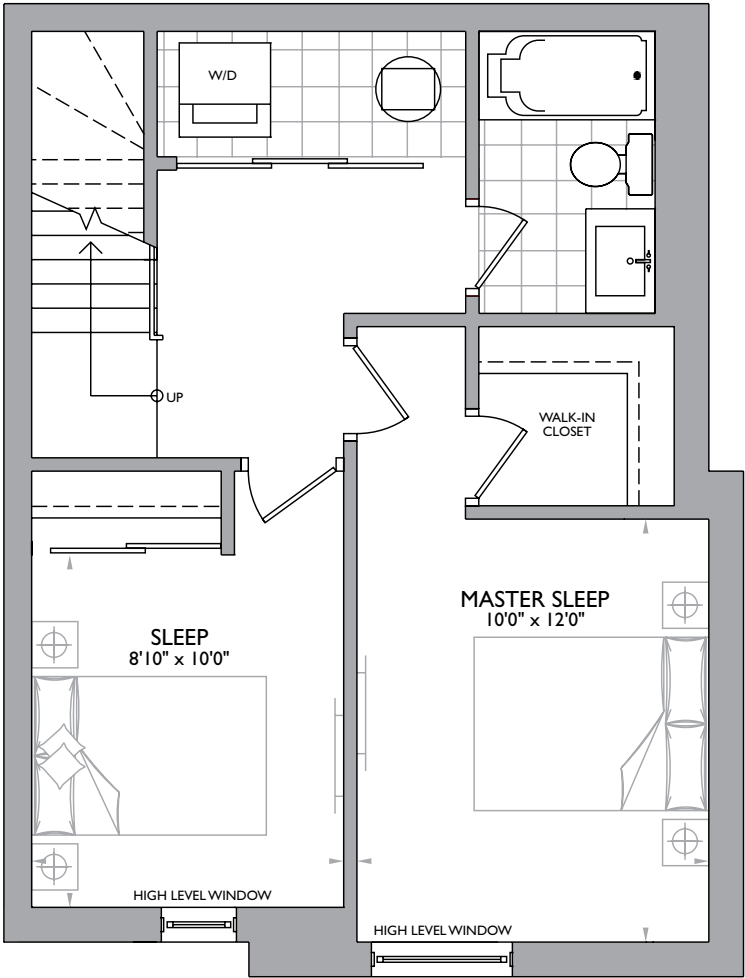 W/D
UP
WALK-IN
CLOSET
MASTER SLEEP
10'0" x 12'0"
SLEEP
8'10" x 10'0"
HIGH LEVEL WINDOW
HIGH LEVEL WINDOW